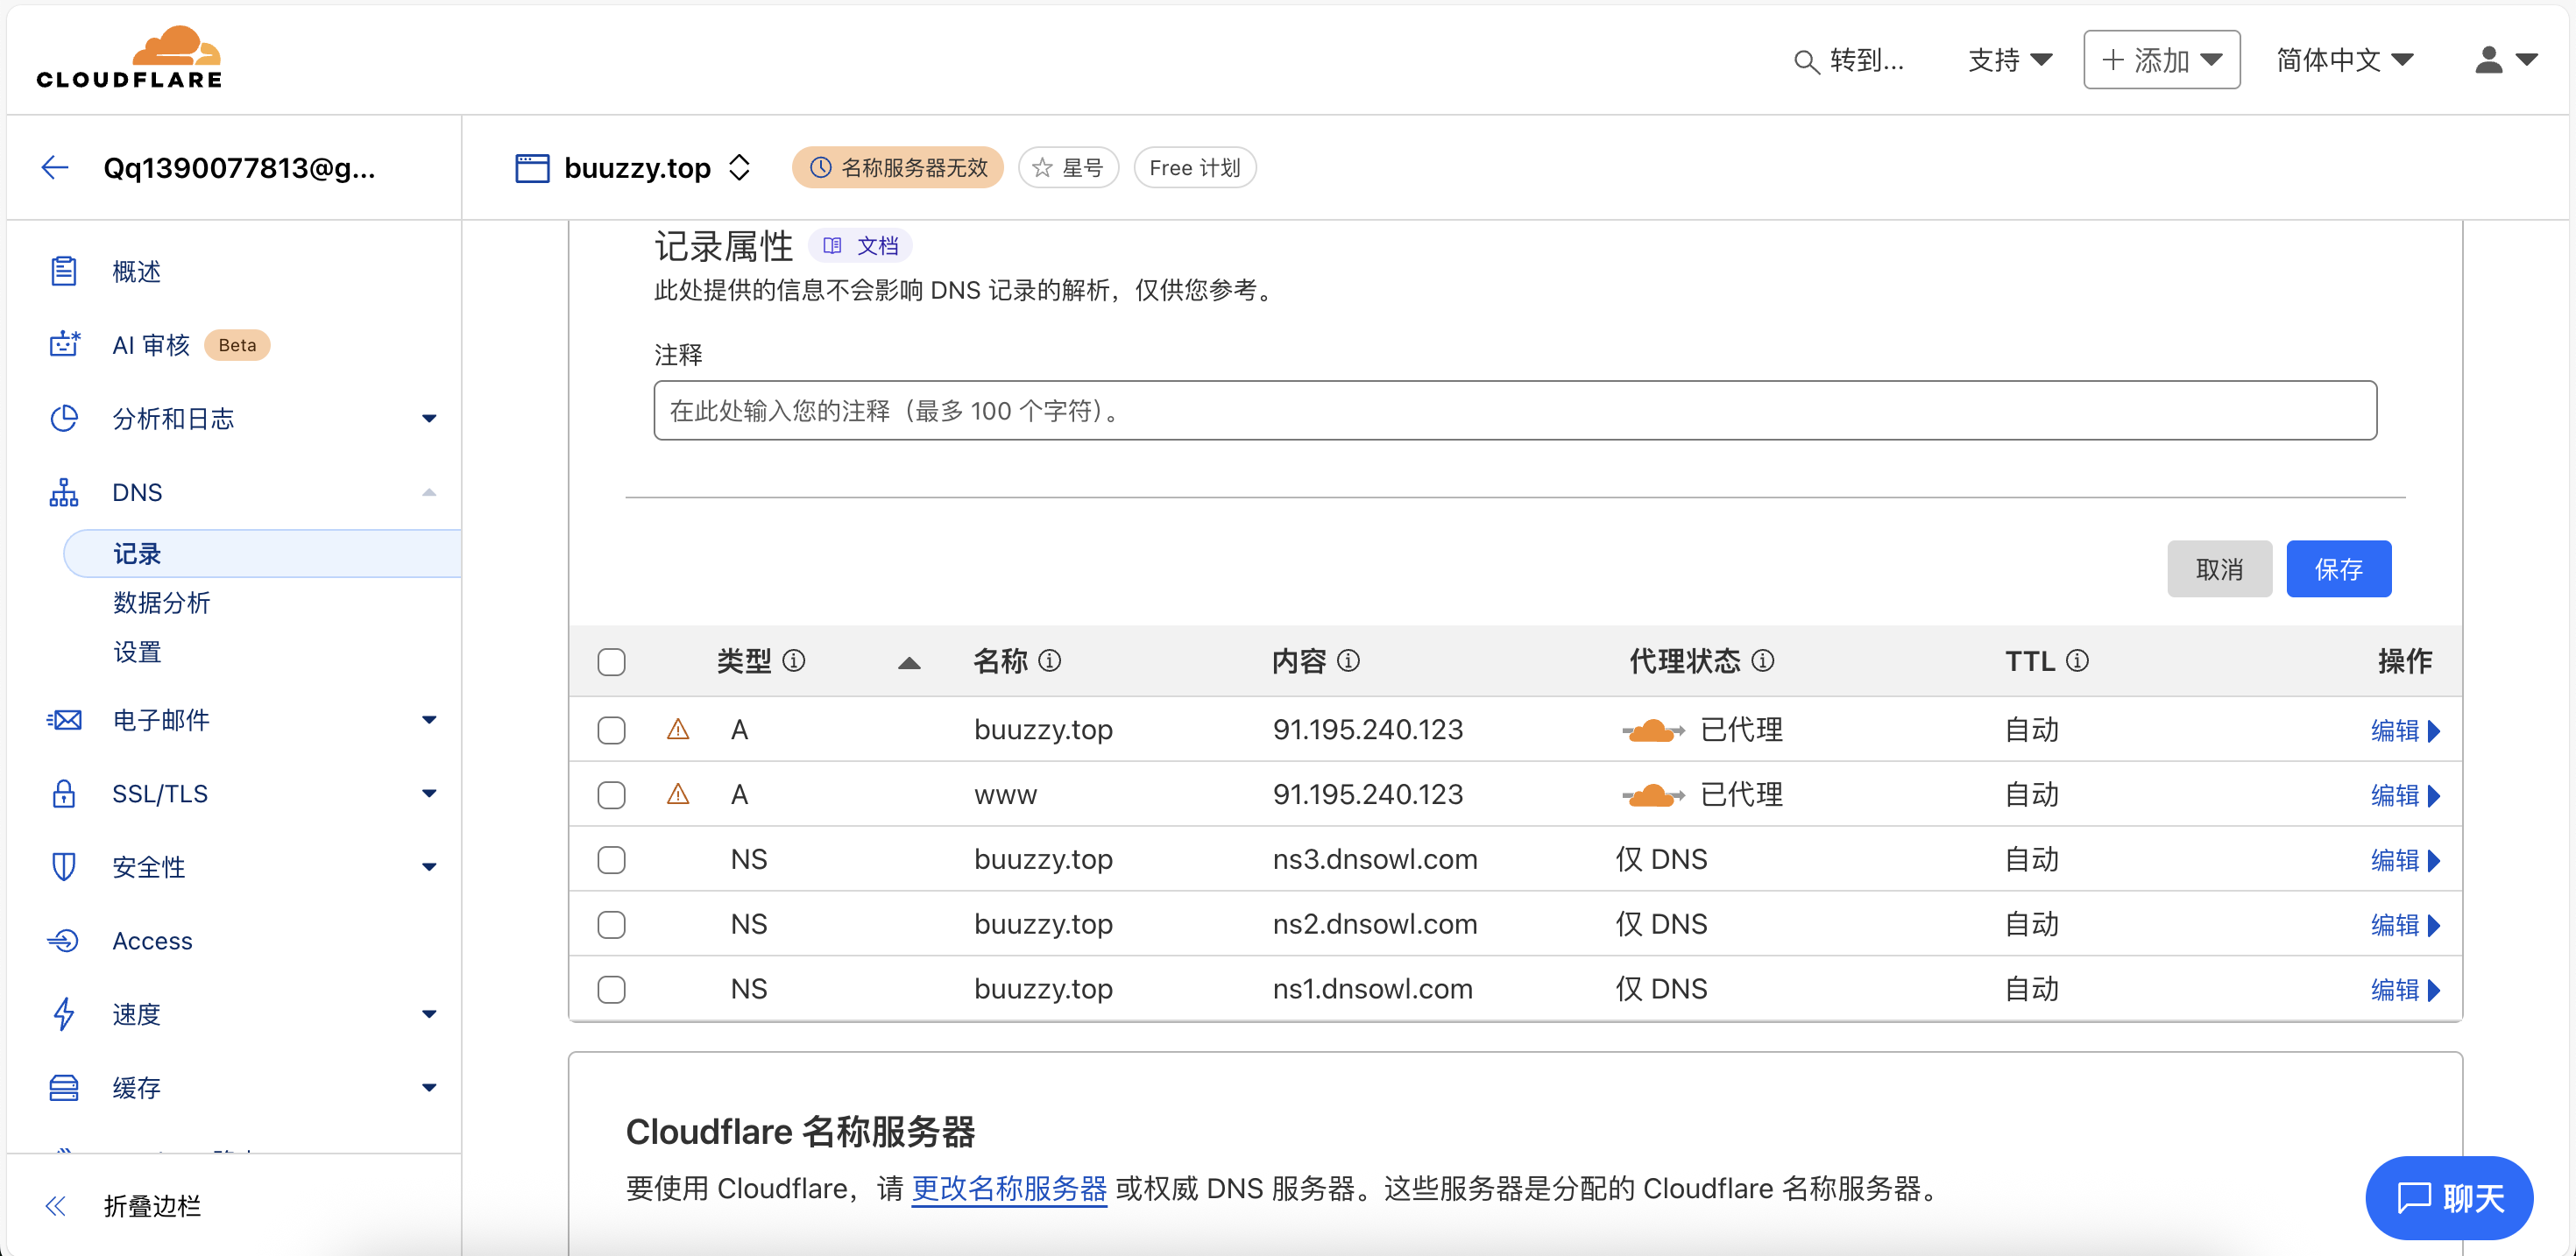 CLOUDFLARE
转到...
支持
添加
简体中文
Qq1390077813@g...
buuzzy.top
名称服务器无效
星号
Free 计划
概述
AI 审核 Beta
分析和日志
DNS
记录
数据分析
设置
电子邮件
SSL/TLS
安全性
Access
速度
缓存
折叠边栏
记录属性 文档
此处提供的信息不会影响 DNS 记录的解析，仅供您参考。
注释
在此处输入您的注释（最多 100 个字符）。
取消 保存
类型 名称 内容 代理状态 TTL 操作
A buuzzy.top 91.195.240.123 已代理 自动 编辑
A www 91.195.240.123 已代理 自动 编辑
NS buuzzy.top ns3.dnsowl.com 仅 DNS 自动 编辑
NS buuzzy.top ns2.dnsowl.com 仅 DNS 自动 编辑
NS buuzzy.top ns1.dnsowl.com 仅 DNS 自动 编辑
Cloudflare 名称服务器
要使用 Cloudflare，请 更改名称服务器 或权威 DNS 服务器。这些服务器是分配的 Cloudflare 名称服务器。
聊天